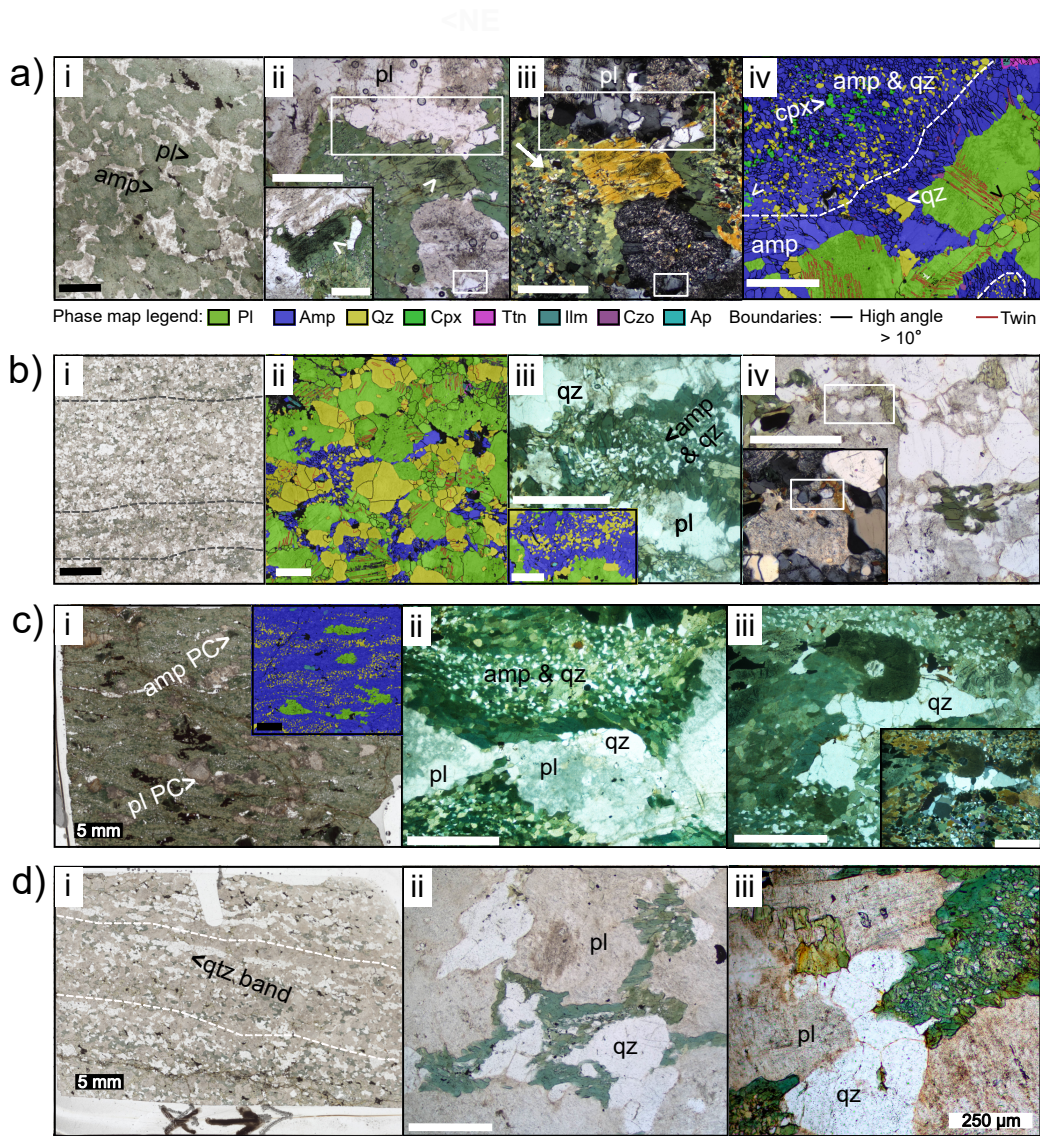 <NE
a)
i
ii
iii
iv
pl>
amp>
pl
pl
amp & qz
cpx>
<qz
amp
Phase map legend: Pl Amp Qz Cpx Ttn Ilm Czo Ap Boundaries: High angle > 10° Twin
b)
i
ii
iii
iv
qz
<amp & qz
pl
c)
i
ii
iii
amp PC>
pl PC>
5 mm
amp & qz
qz
pl
pl
qz
d)
i
ii
iii
<qtz band
5 mm
pl
qz
pl
qz
250 µm